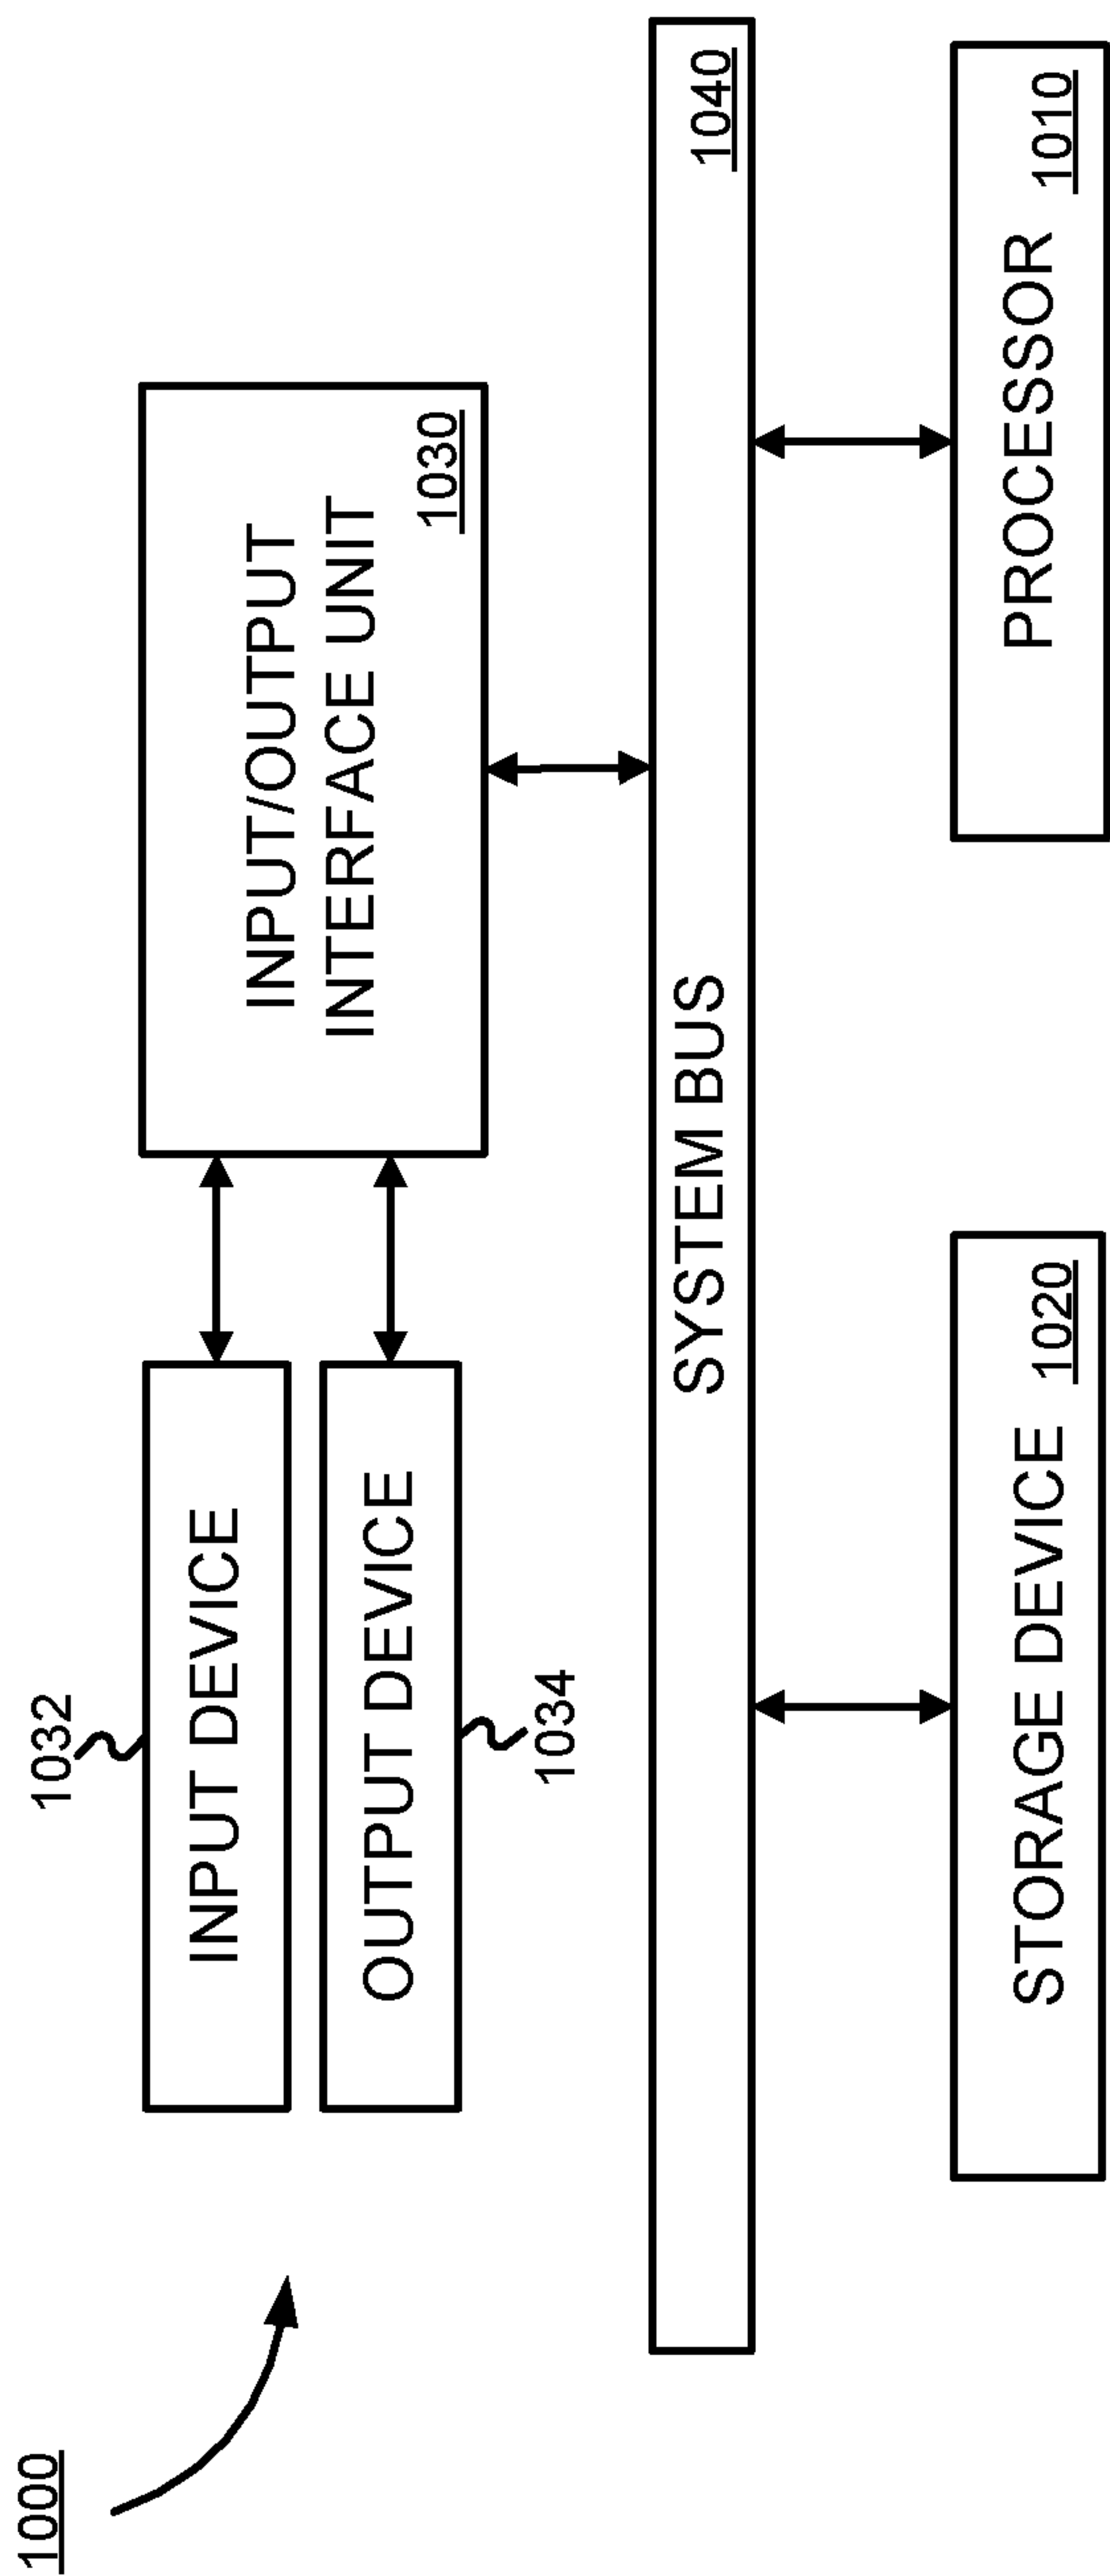 1000
1032
INPUT DEVICE
OUTPUT DEVICE
1034
INPUT/OUTPUT
INTERFACE UNIT
1030
SYSTEM BUS
1040
STORAGE DEVICE
1020
PROCESSOR
1010